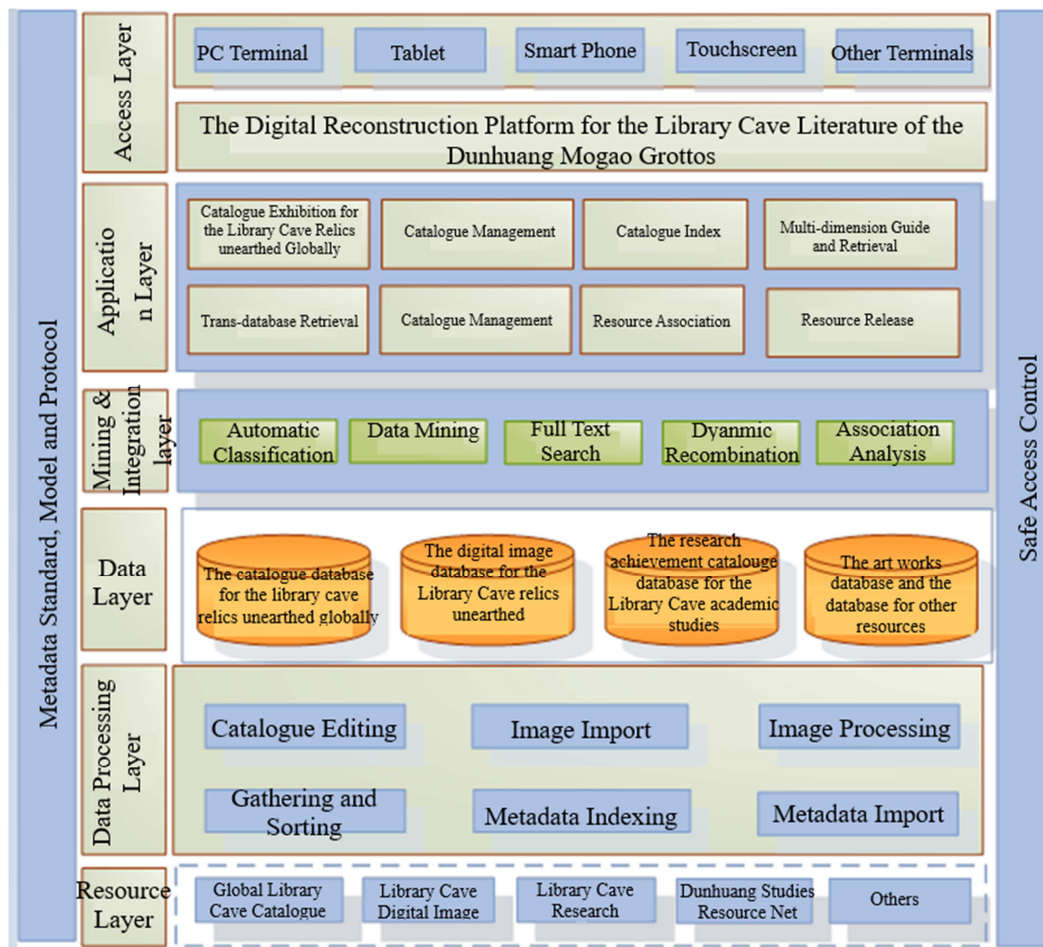 Metadata Standard, Model and Protocol
Access Layer
PC Terminal
Tablet
Smart Phone
Touchscreen
Other Terminals
The Digital Reconstruction Platform for the Library Cave Literature of the
Dunhuang Mogao Grottos
Applicatio
n Layer
Catalogue Exhibition for
the Library Cave Relics
unearthed Globally
Catalogue Management
Catalogue Index
Multi-dimension Guide
and Retrieval
Trans-database Retrieval
Catalogue Management
Resource Association
Resource Release
Mining &
Integration
layer
Automatic
Classification
Data Mining
Full Text
Search
Dyanmic
Recombination
Association
Analysis
Data
Layer
The catalogue database
for the library cave
relics unearthed globally
The digital image
database for the
Library Cave relics
unearthed
The research
achievement catalouge
database for the
Library Cave academic
studies
The art works
database and the
database for other
resources
Data Processing
Layer
Catalogue Editing
Image Import
Image Processing
Gathering and
Sorting
Metadata Indexing
Metadata Import
Resource
Layer
Global Library
Cave Catalogue
Library Cave
Digital Image
Library Cave
Research
Dunhuang Studies
Resource Net
Others
Safe Access Control